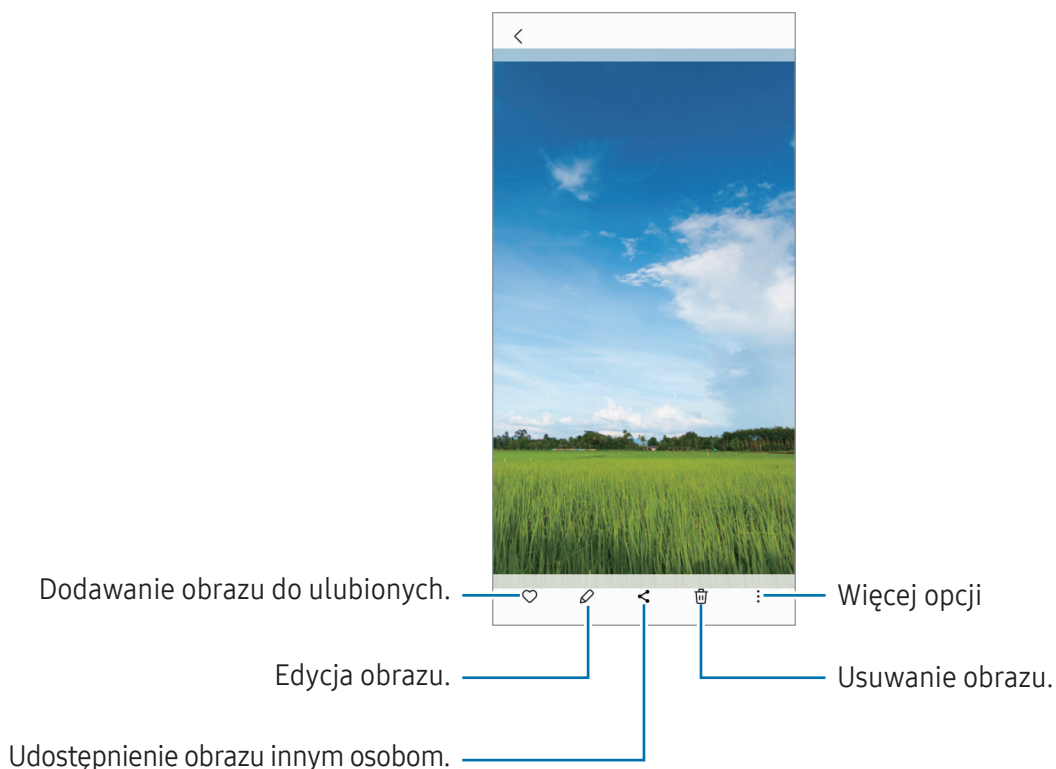 Dodawanie obrazu do ulubionych.
Więcej opcji
Edycja obrazu.
Usuwanie obrazu.
Udostępnienie obrazu innym osobom.